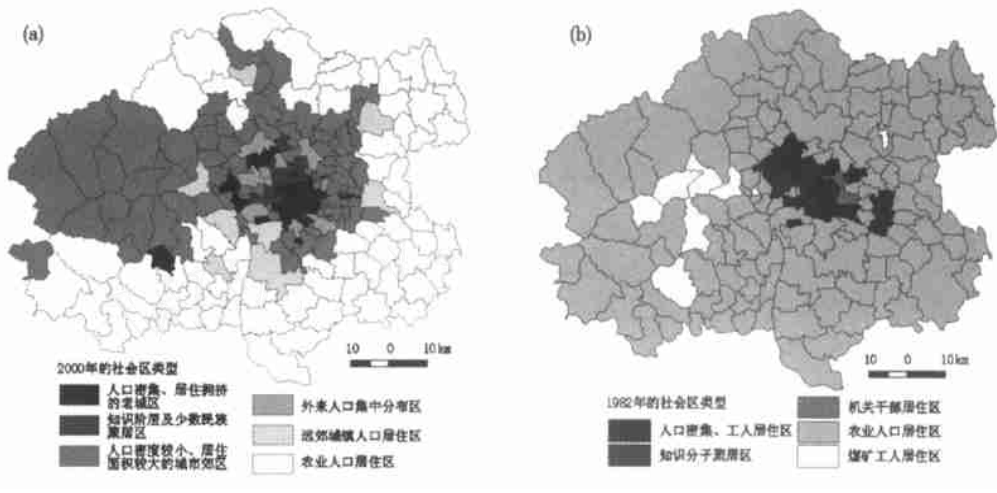 (a)
(b)
10 0 10 km
2000年的社会区类型
人口密集、居住拥挤
的老城区
知识阶层及少数民族
聚居区
人口密度较小、居住
面积较大的城市郊区
外来人口集中分布区
远郊城镇人口居住区
农业人口居住区
10 0 10 km
1982年的社会区类型
人口密集、工人居住区
知识分子聚居区
机关干部居住区
农业人口居住区
煤矿工人居住区